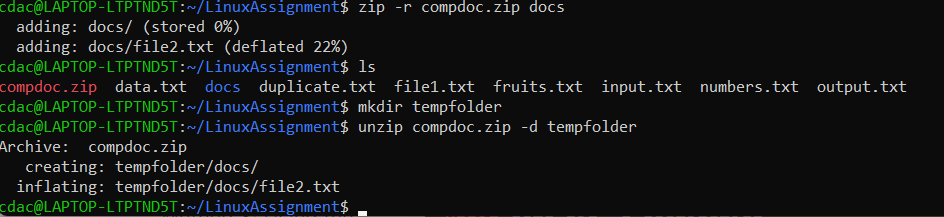 cdac@LAPTOP-LTPTND5T:~/LinuxAssignment$ zip -r compdoc.zip docs
  adding: docs/ (stored 0%)
  adding: docs/file2.txt (deflated 22%)
cdac@LAPTOP-LTPTND5T:~/LinuxAssignment$ ls
compdoc.zip  data.txt  docs  duplicate.txt  file1.txt  fruits.txt  input.txt  numbers.txt  output.txt
cdac@LAPTOP-LTPTND5T:~/LinuxAssignment$ mkdir tempfolder
cdac@LAPTOP-LTPTND5T:~/LinuxAssignment$ unzip compdoc.zip -d tempfolder
Archive:  compdoc.zip
   creating: tempfolder/docs/
  inflating: tempfolder/docs/file2.txt
cdac@LAPTOP-LTPTND5T:~/LinuxAssignment$